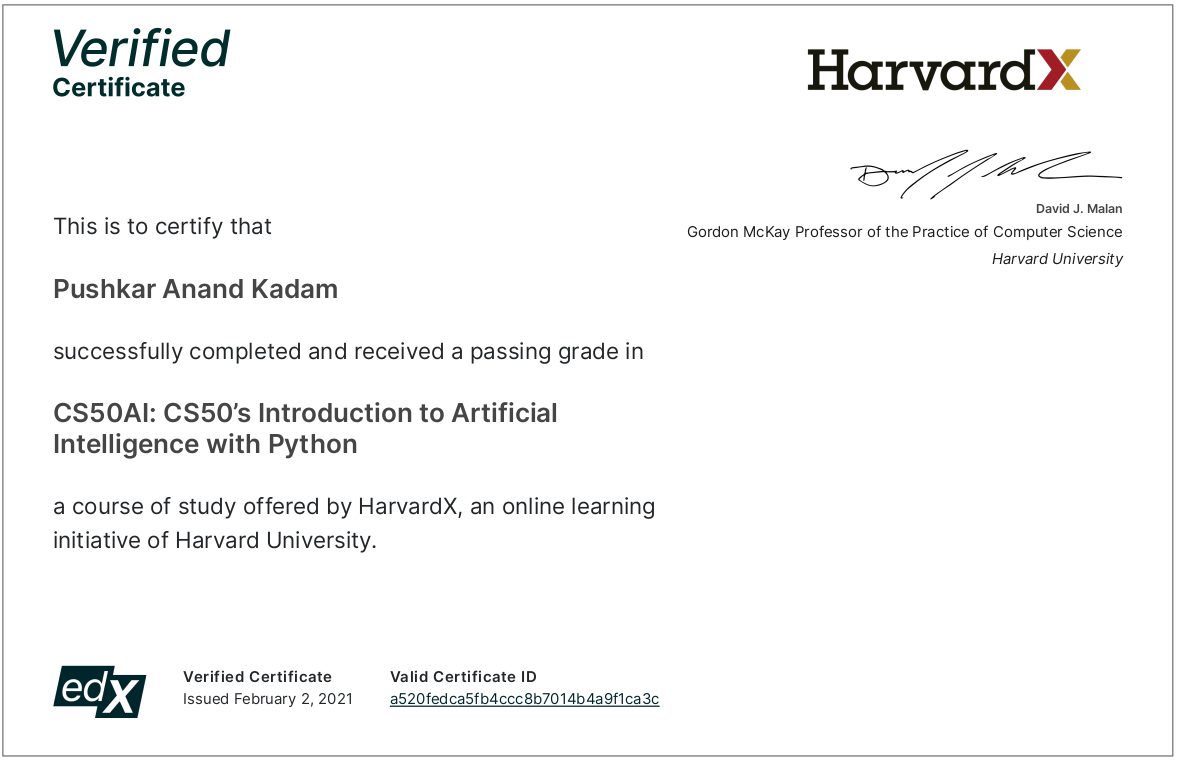 Verified
Certificate
HarvardX
David J. Malan
Gordon McKay Professor of the Practice of Computer Science
Harvard University
This is to certify that
Pushkar Anand Kadam
successfully completed and received a passing grade in
CS50AI: CS50’s Introduction to Artificial
Intelligence with Python
a course of study offered by HarvardX, an online learning
initiative of Harvard University.
edX
Verified Certificate
Issued February 2, 2021
Valid Certificate ID
a520fedca5fb4ccc8b7014b4a9f1ca3c